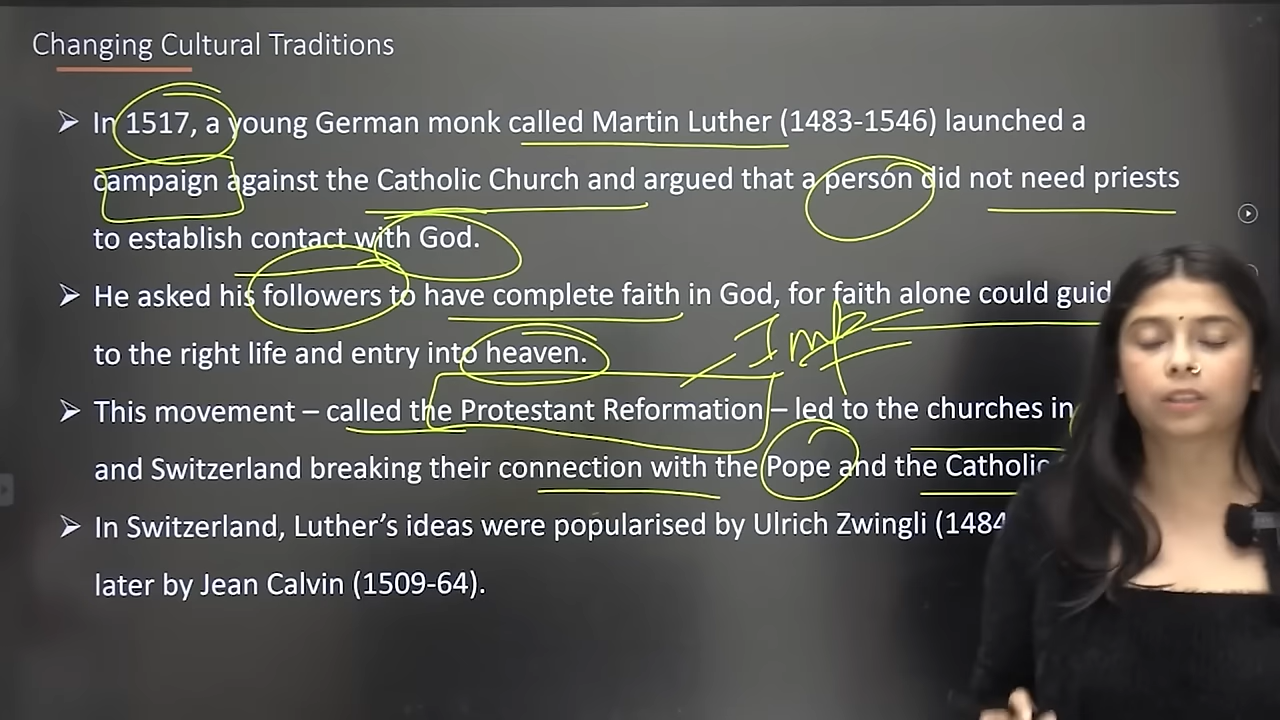 Changing Cultural Traditions
➢ In 1517, a young German monk called Martin Luther (1483-1546) launched a
campaign against the Catholic Church and argued that a person did not need priests
to establish contact with God.
➢ He asked his followers to have complete faith in God, for faith alone could
to the right life and entry into heaven.
Imp
➢ This movement – called the Protestant Reformation – led to the churches in
and Switzerland breaking their connection with the Pope and the Catholic
➢ In Switzerland, Luther's ideas were popularised by Ulrich Zwingli (1484
later by Jean Calvin (1509-64).